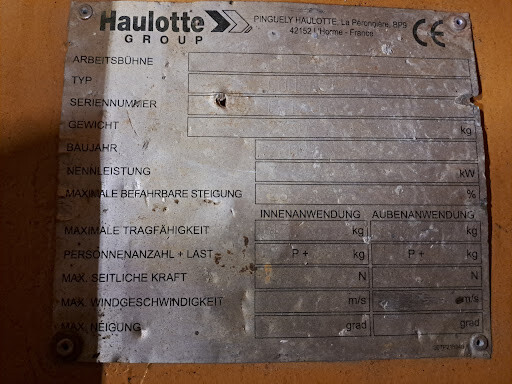 Haulotte
GROUP
PINGUELY HAULOTTE, La Péronnière, BP9
42152 L'Horme - France
CE
ARBEITSBÜHNE
TYP
SERIENNUMMER
GEWICHT kg
BAUJAHR
NENNLEISTUNG kW
MAXIMALE BEFAHRBARE STEIGUNG %
INNENANWENDUNG AUßENANWENDUNG
MAXIMALE TRAGFÄHIGKEIT kg kg
PERSONNENANZAHL + LAST P + kg P + kg
MAX. SEITLICHE KRAFT N N
MAX. WINDGESCHWINDIGKEIT m/s m/s
MAX. NEIGUNG grad grad